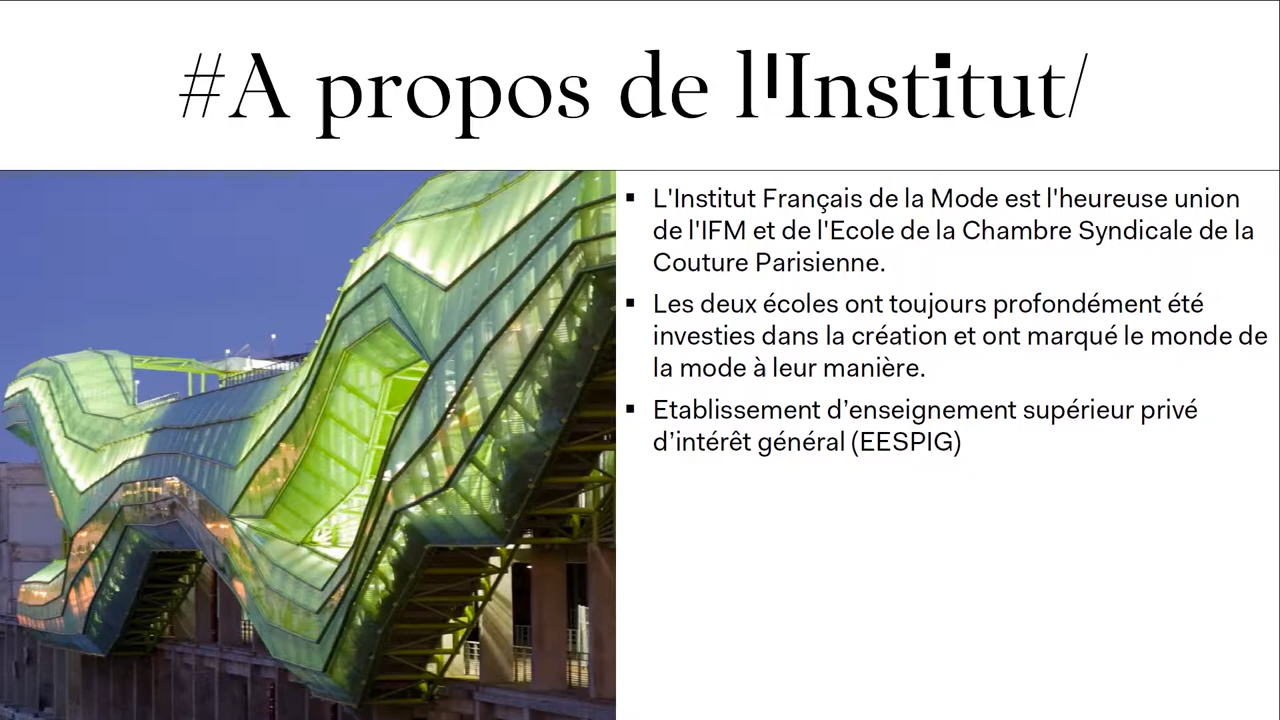 #A propos de l'Institut/
▪ L'Institut Français de la Mode est l'heureuse union
de l'IFM et de l'Ecole de la Chambre Syndicale de la
Couture Parisienne.
▪ Les deux écoles ont toujours profondément été
investies dans la création et ont marqué le monde de
la mode à leur manière.
▪ Etablissement d’enseignement supérieur privé
d’intérêt général (EESPIG)